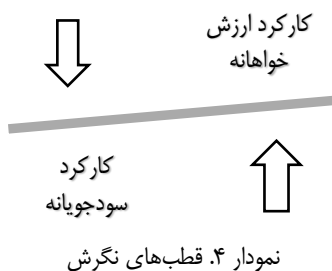 کارکرد ارزش
خواهانه
کارکرد
سودجویانه
نمودار ۴. قطب‌های نگرش